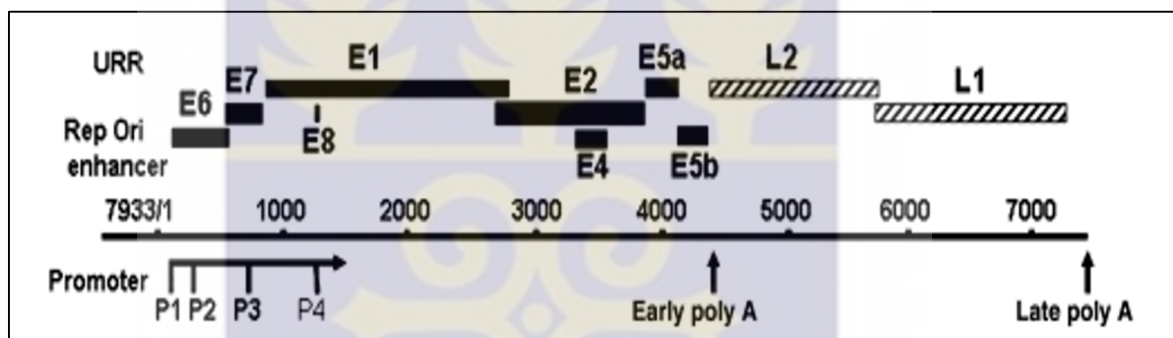 URR E6 E7 E1 E2 E5a L2 L1
Rep Ori E8 E4 E5b
enhancer
7933/1 1000 2000 3000 4000 5000 6000 7000
Promoter
P1 P2 P3 P4 Early poly A Late poly A